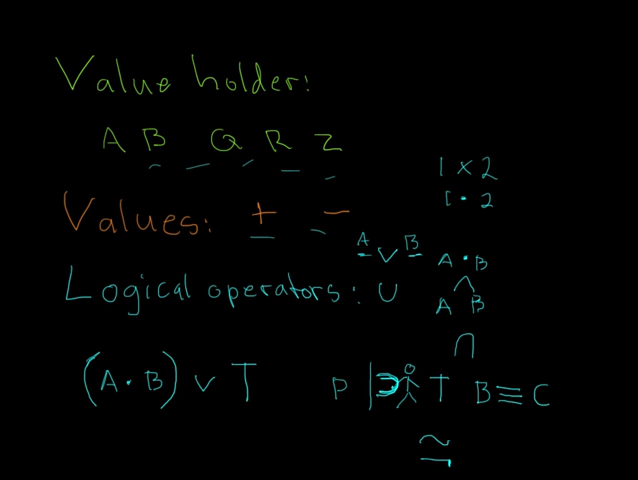 Value holder:
A B Q R Z
1 × 2
1 · 2
Values: + −
A ∨ B
A · B
Logical operators: ∪
∧
A B
∩
(A · B) ∨ T
P | ⊃ T
B ≡ C
~